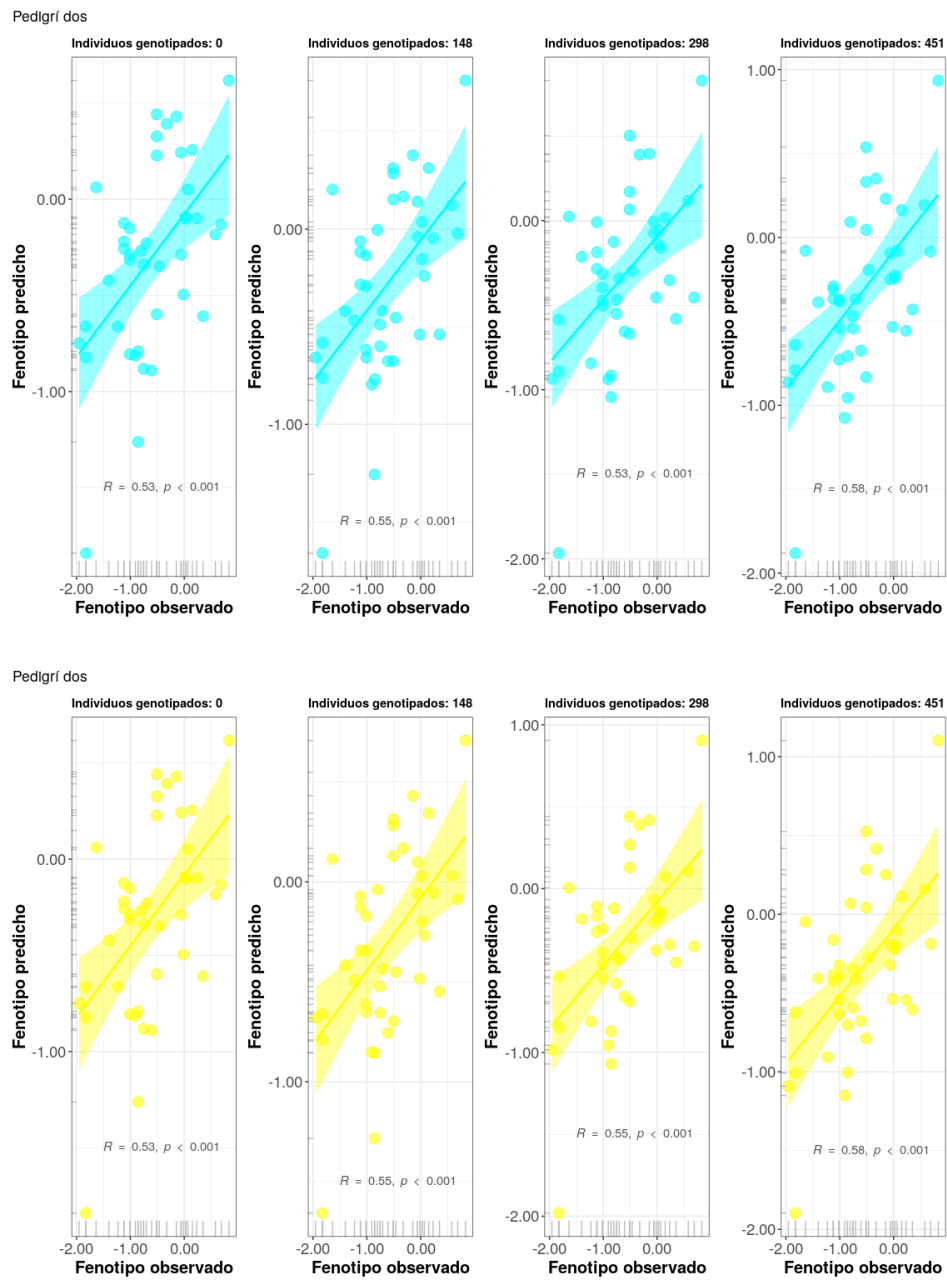 Pedigrí dos
Individuos genotipados: 0
Individuos genotipados: 148
Individuos genotipados: 298
Individuos genotipados: 451
Fenotipo predicho
0.00
-1.00
R = 0.53, p < 0.001
-2.00 -1.00 0.00
Fenotipo observado
Fenotipo predicho
0.00
-1.00
R = 0.55, p < 0.001
-2.00 -1.00 0.00
Fenotipo observado
Fenotipo predicho
0.00
-1.00
-2.00
R = 0.53, p < 0.001
-2.00 -1.00 0.00
Fenotipo observado
Fenotipo predicho
1.00
0.00
-1.00
-2.00
R = 0.58, p < 0.001
-2.00 -1.00 0.00
Fenotipo observado
Pedigrí dos
Individuos genotipados: 0
Individuos genotipados: 148
Individuos genotipados: 298
Individuos genotipados: 451
Fenotipo predicho
0.00
-1.00
R = 0.53, p < 0.001
-2.00 -1.00 0.00
Fenotipo observado
Fenotipo predicho
0.00
-1.00
R = 0.55, p < 0.001
-2.00 -1.00 0.00
Fenotipo observado
Fenotipo predicho
1.00
0.00
-1.00
-2.00
R = 0.55, p < 0.001
-2.00 -1.00 0.00
Fenotipo observado
Fenotipo predicho
1.00
0.00
-1.00
-2.00
R = 0.58, p < 0.001
-2.00 -1.00 0.00
Fenotipo observado